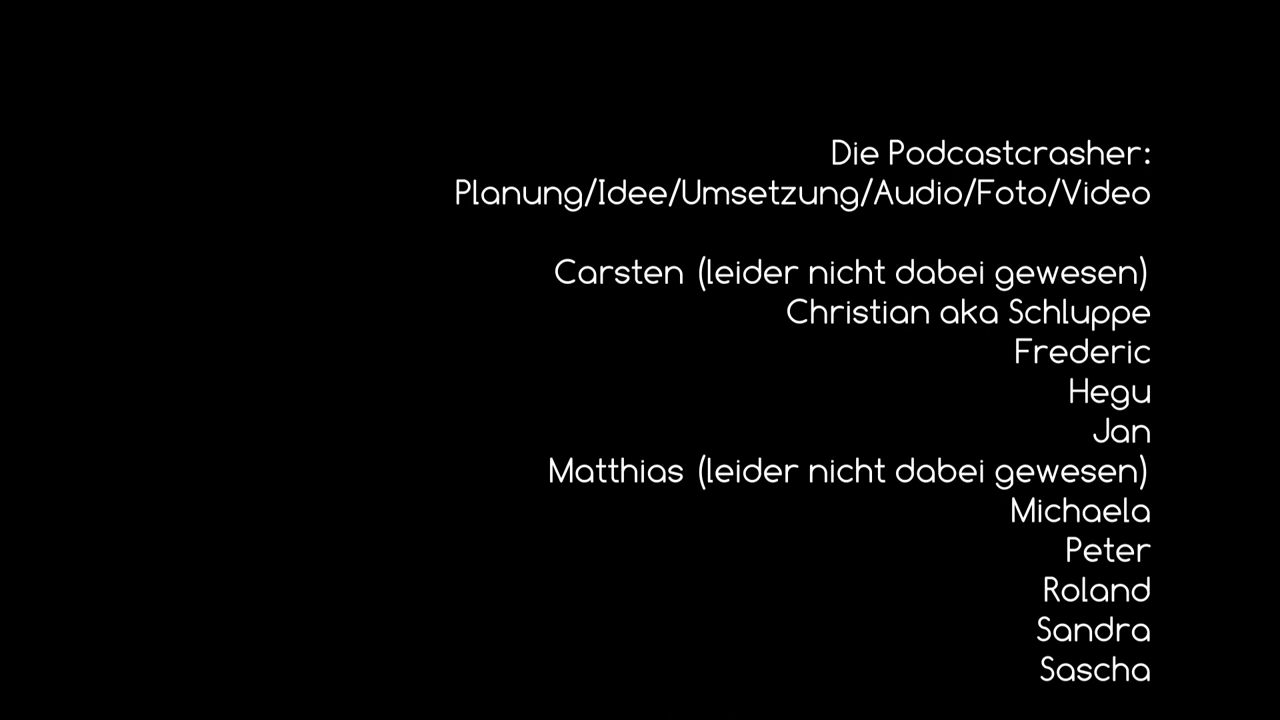 Die Podcastcrasher:
Planung/Idee/Umsetzung/Audio/Foto/Video
Carsten (leider nicht dabei gewesen)
Christian aka Schluppe
Frederic
Hegu
Jan
Matthias (leider nicht dabei gewesen)
Michaela
Peter
Roland
Sandra
Sascha